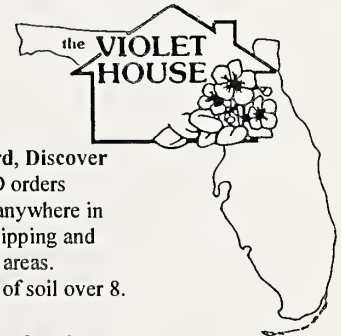 the VIOLET
HOUSE
rd, Discover
D orders
anywhere in
ipping and
areas.
of soil over 8.